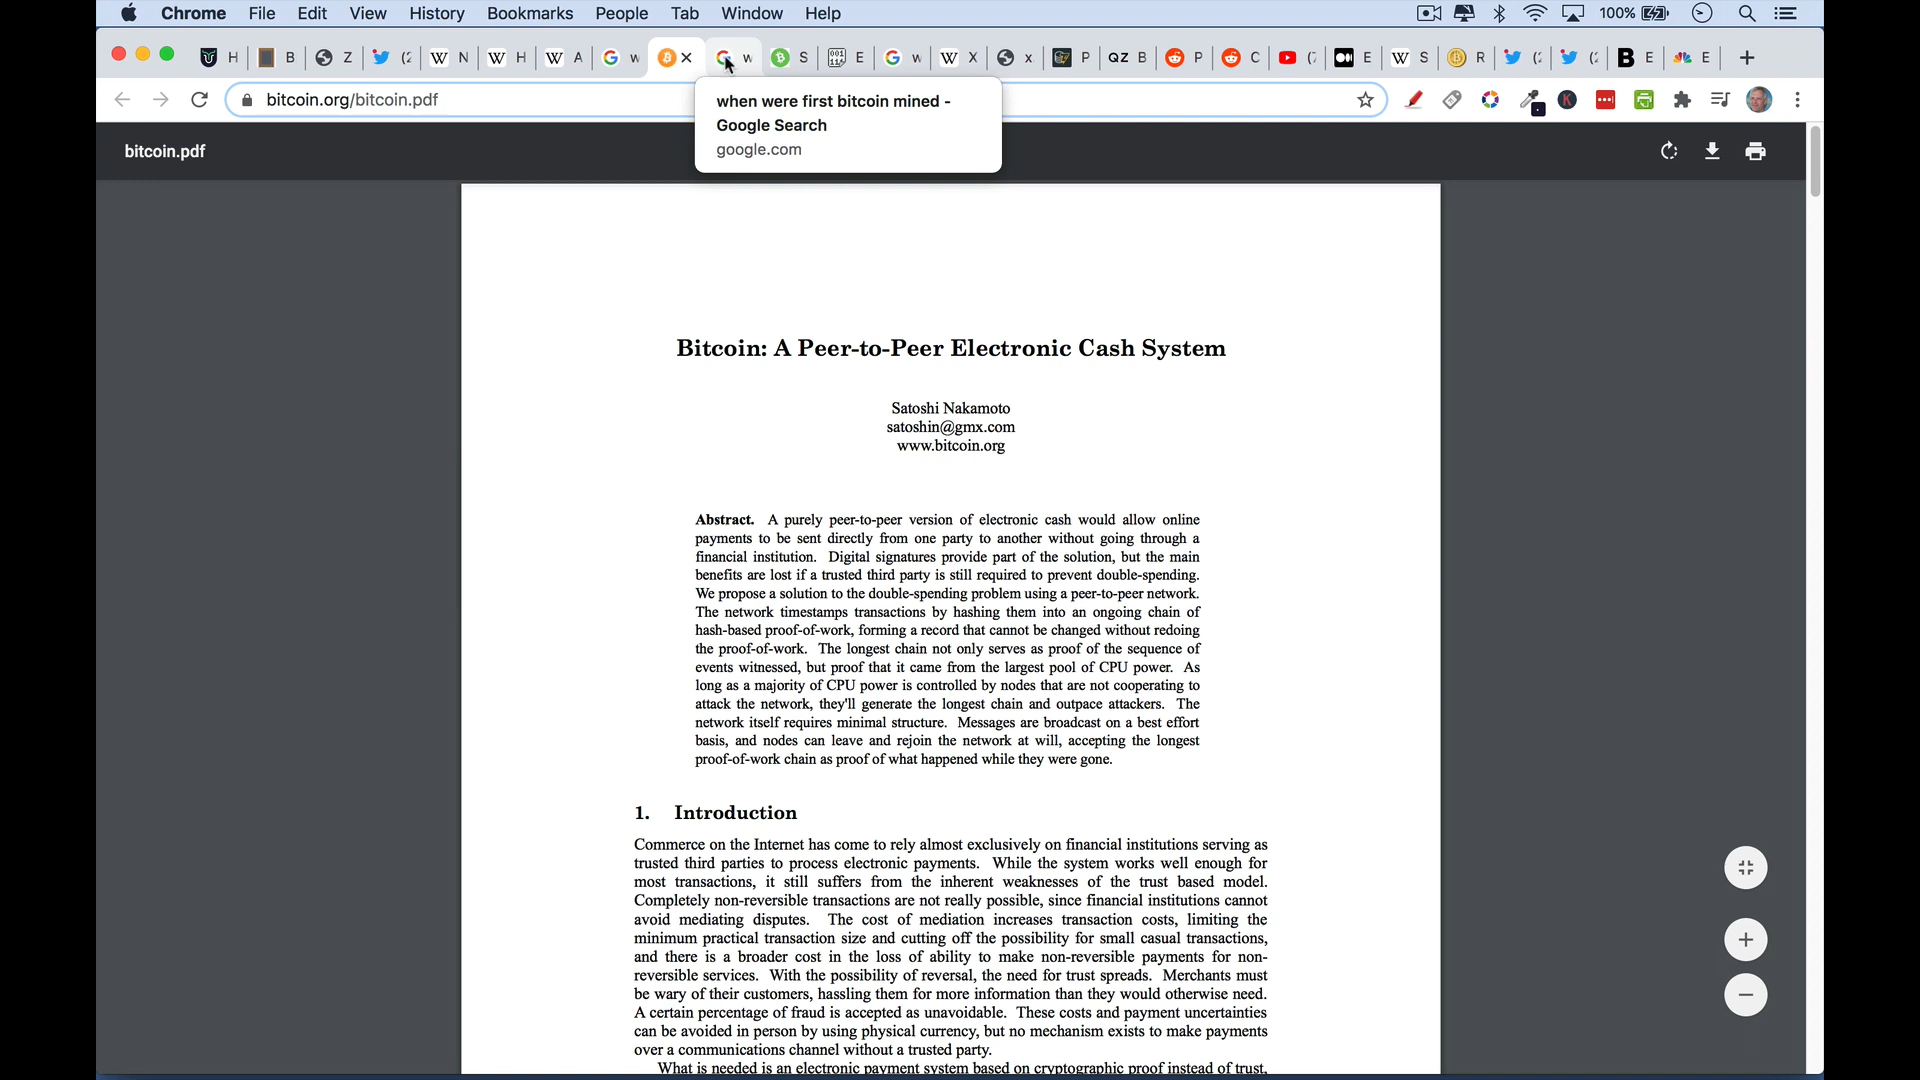 Chrome File Edit View History Bookmarks People Tab Window Help 100%
H B Z (2 N H A w w S E w X x P QZ B P C (7 E S R (2 (2 B E E
bitcoin.org/bitcoin.pdf
when were first bitcoin mined -
Google Search
google.com
bitcoin.pdf
Bitcoin: A Peer-to-Peer Electronic Cash System
Satoshi Nakamoto
satoshin@gmx.com
www.bitcoin.org
Abstract. A purely peer-to-peer version of electronic cash would allow online
payments to be sent directly from one party to another without going through a
financial institution. Digital signatures provide part of the solution, but the main
benefits are lost if a trusted third party is still required to prevent double-spending.
We propose a solution to the double-spending problem using a peer-to-peer network.
The network timestamps transactions by hashing them into an ongoing chain of
hash-based proof-of-work, forming a record that cannot be changed without redoing
the proof-of-work. The longest chain not only serves as proof of the sequence of
events witnessed, but proof that it came from the largest pool of CPU power. As
long as a majority of CPU power is controlled by nodes that are not cooperating to
attack the network, they'll generate the longest chain and outpace attackers. The
network itself requires minimal structure. Messages are broadcast on a best effort
basis, and nodes can leave and rejoin the network at will, accepting the longest
proof-of-work chain as proof of what happened while they were gone.
1. Introduction
Commerce on the Internet has come to rely almost exclusively on financial institutions serving as
trusted third parties to process electronic payments. While the system works well enough for
most transactions, it still suffers from the inherent weaknesses of the trust based model.
Completely non-reversible transactions are not really possible, since financial institutions cannot
avoid mediating disputes. The cost of mediation increases transaction costs, limiting the
minimum practical transaction size and cutting off the possibility for small casual transactions,
and there is a broader cost in the loss of ability to make non-reversible payments for non-
reversible services. With the possibility of reversal, the need for trust spreads. Merchants must
be wary of their customers, hassling them for more information than they would otherwise need.
A certain percentage of fraud is accepted as unavoidable. These costs and payment uncertainties
can be avoided in person by using physical currency, but no mechanism exists to make payments
over a communications channel without a trusted party.
What is needed is an electronic payment system based on cryptographic proof instead of trust,